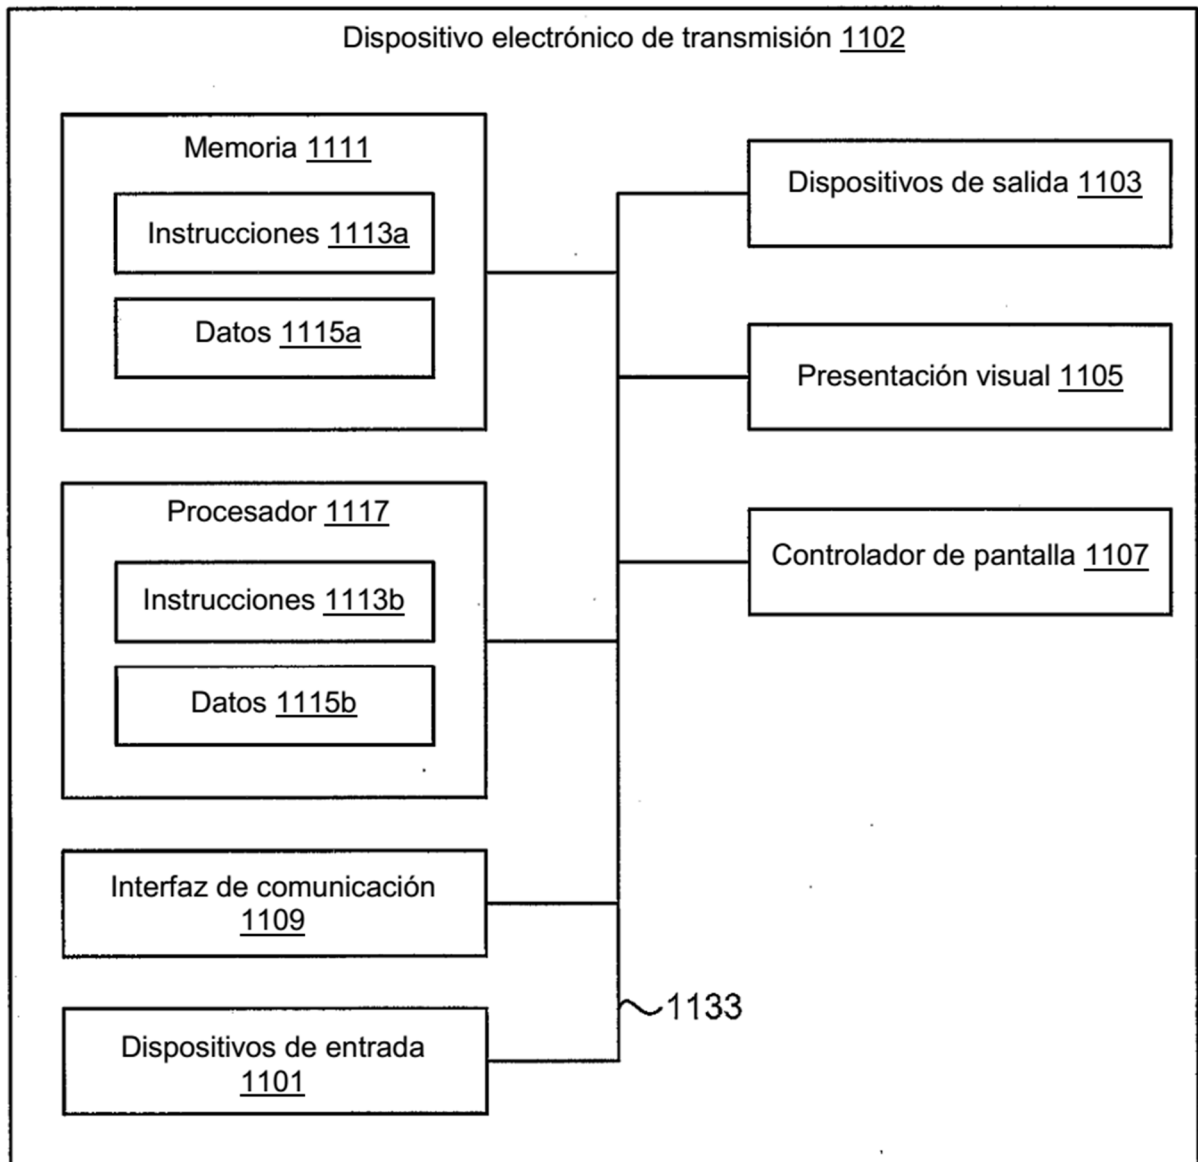 Dispositivo electrónico de transmisión 1102
Memoria 1111
Instrucciones 1113a
Datos 1115a
Procesador 1117
Instrucciones 1113b
Datos 1115b
Interfaz de comunicación
1109
Dispositivos de entrada
1101
Dispositivos de salida 1103
Presentación visual 1105
Controlador de pantalla 1107
1133